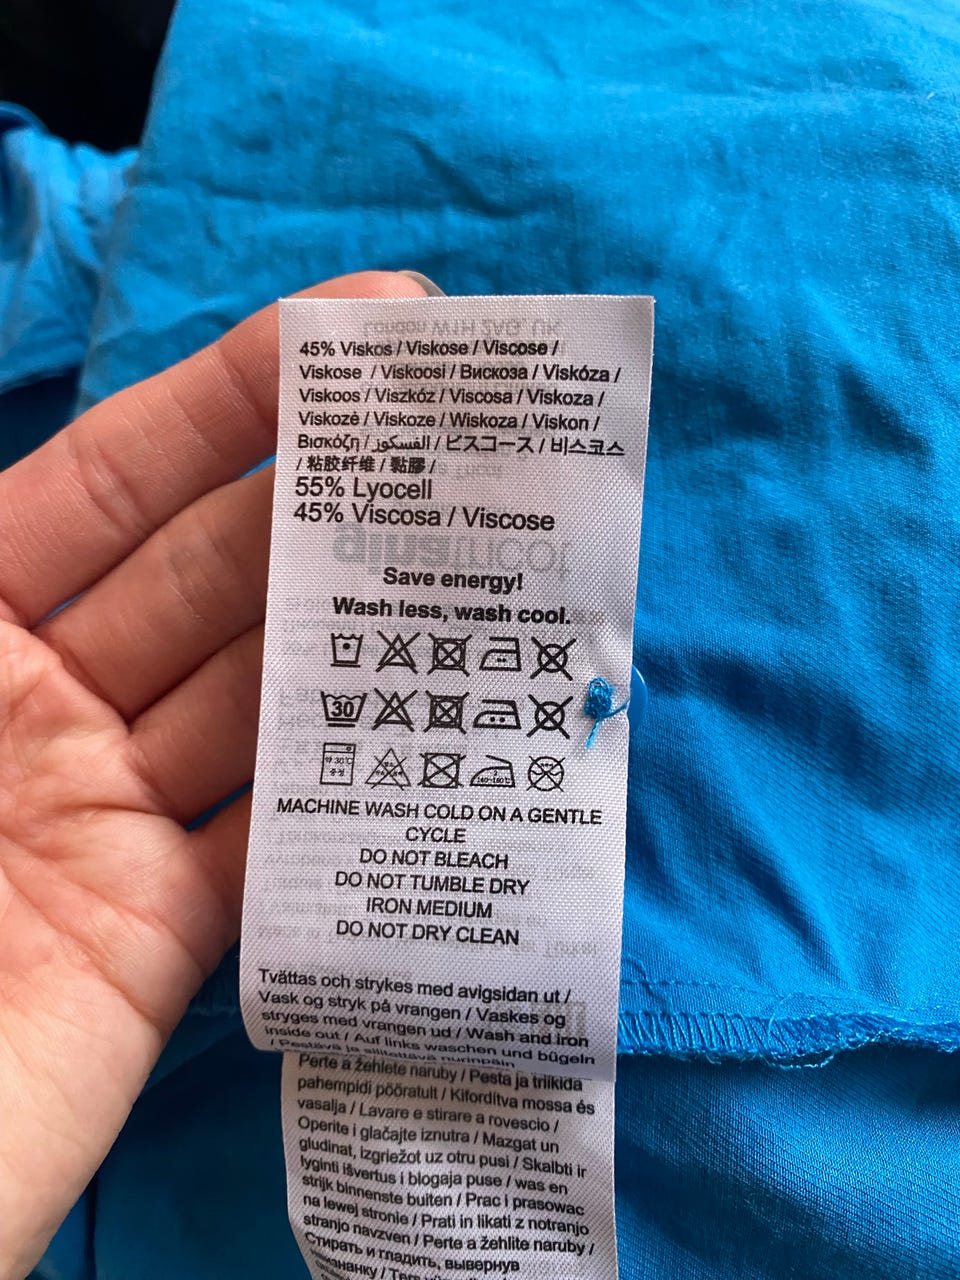 45% Viskos / Viskose / Viscose /
Viskose / Viskoosi / Вискоза / Viskóza /
Viskoos / Viszkóz / Viscosa / Viskoza /
Viskozė / Viskoze / Wiskoza / Viskon /
Βισκόζη / الفسكوز / ビスコース / 비스코스
/ 粘胶纤维 / 黏膠 /
55% Lyocell
45% Viscosa / Viscose
Save energy!
Wash less, wash cool.
30
MACHINE WASH COLD ON A GENTLE
CYCLE
DO NOT BLEACH
DO NOT TUMBLE DRY
IRON MEDIUM
DO NOT DRY CLEAN
Tvättas och strykes med avigsidan ut /
Vask og stryk på vrangen / Vaskes og
stryges med vrangen ud / Wash and iron
inside out / Auf links waschen und bügeln
/ Pestävä ja silitettävä nurinpäin
Perte a žehlete naruby / Pesta ja triikida
pahempidi pööratult / Kifordítva mossa és
vasalja / Lavare e stirare a rovescio /
Operite i glačajte iznutra / Mazgat un
gludinat, izgriežot uz otru pusi / Skalbti ir
lyginti išvertus i blogaja puse / was en
strijk binnenste buiten / Prac i prasowac
na lewej stronie / Prati in likati z notranjo
stranjo navzven / Perte a žehlite naruby /
Стирать и гладить, вывернув